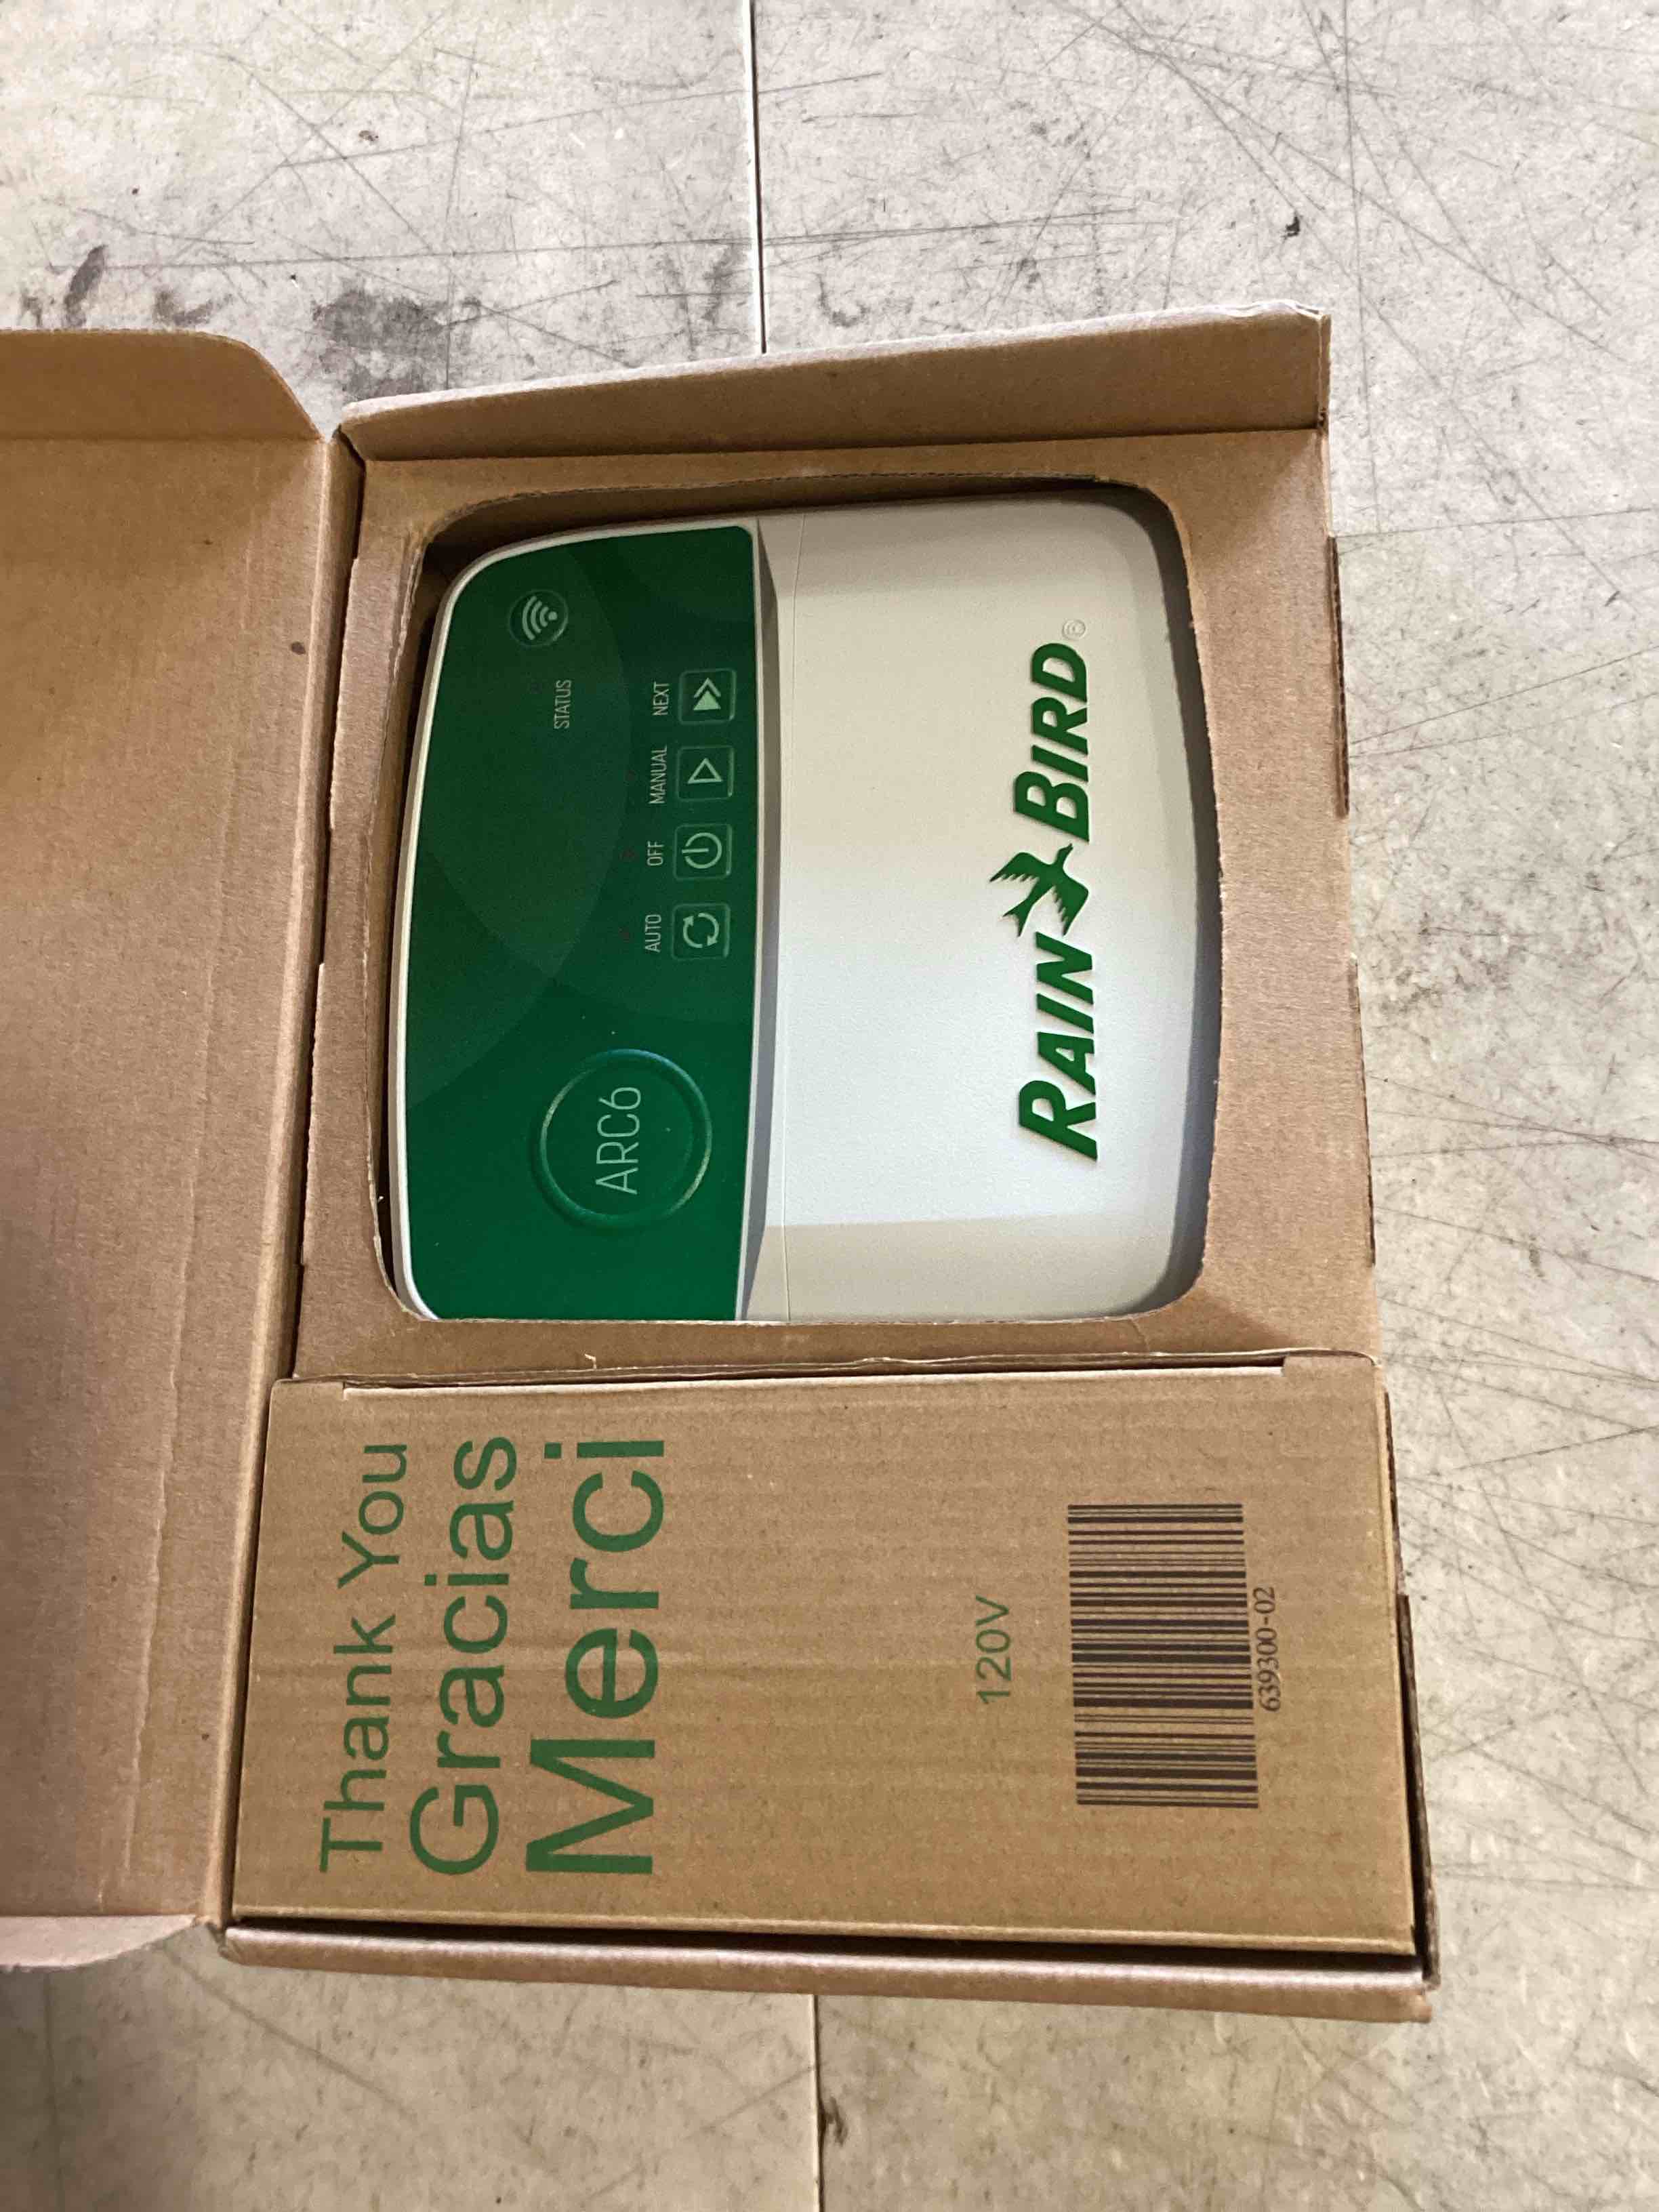 ARC6
STATUS
AUTO OFF MANUAL NEXT
RAIN BIRD®
Thank You
Gracias
Merci
120V
639300-02